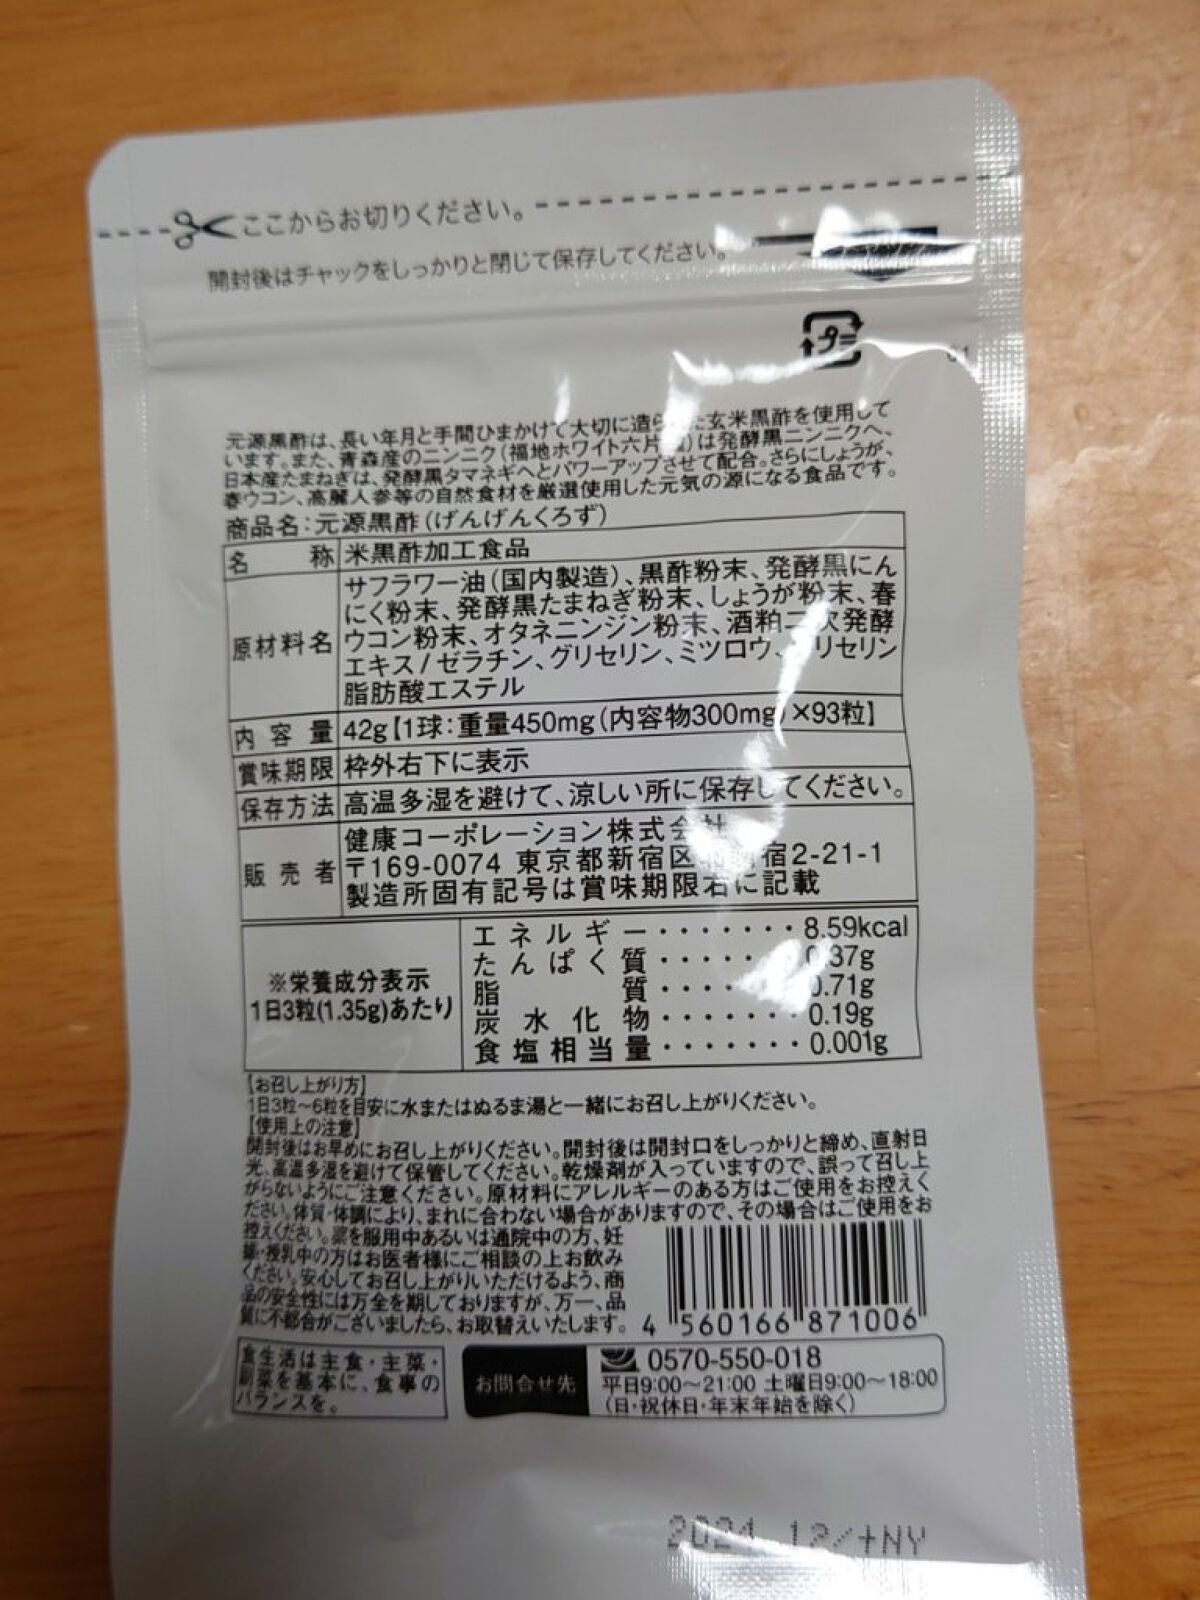 ここからお切りください。
開封後はチャックをしっかりと閉じて保存してください。
01
元源黒酢は、長い年月と手間ひまかけて大切に造ら 玄米黒酢を使用して
います。また、青森産のニンニク(福地ホワイト六片 )は発酵黒ニンニクへ、
日本産たまねぎは、発酵黒タマネギへとパワーアップさせて配合。さらにしょうが、
春ウコン、高麗人参等の自然食材を厳選使用した元気の源になる食品です。
商品名:元源黒酢(げんげんくろず)
名称 米黒酢加工食品
原材料名 サフラワー油(国内製造)、黒酢粉末、発酵黒にん
にく粉末、発酵黒たまねぎ粉末、しょうが粉末、春
ウコン粉末、オタネニンジン粉末、酒粕二次発酵
エキス/ゼラチン、グリセリン、ミツロウ、グリセリン
脂肪酸エステル
内容量 42g【1球:重量450mg(内容物300mg)×93粒】
賞味期限 枠外右下に表示
保存方法 高温多湿を避けて、涼しい所に保存してください。
販売者 健康コーポレーション株式会社
〒169-0074 東京都新宿区北新宿2-21-1
製造所固有記号は賞味期限右に記載
※栄養成分表示
1日3粒(1.35g)あたり
エネルギー・・・・・・・8.59kcal
たんぱく質・・・・・・0.37g
脂質・・・・・・0.71g
炭水化物・・・・・・・0.19g
食塩相当量・・・・・・・0.001g
【お召し上がり方】
1日3粒～6粒を目安に水またはぬるま湯と一緒にお召し上がりください。
【使用上の注意】
開封後はお早めにお召し上がりください。開封後は開封口をしっかりと締め、直射日
光、高温多湿を避けて保管してください。乾燥剤が入っていますので、誤って召し上
がらないようにご注意ください。原材料にアレルギーのある方はご使用をお控えく
ださい。体質・体調により、まれに合わない場合がありますので、その場合はご使用をお
控えください。薬を服用中あるいは通院中の方、妊
娠・授乳中の方はお医者様にご相談の上お飲み
ください。安心してお召し上がりいただけるよう、商
品の安全性には万全を期しておりますが、万一、品
質に不都合がございましたら、お取替えいたします。
4 560166 871006
食生活は主食・主菜・
副菜を基本に、食事の
バランスを。
お問合せ先
0570-550-018
平日9:00～21:00 土曜日9:00～18:00
(日・祝休日・年末年始を除く)
2024.12/+NY